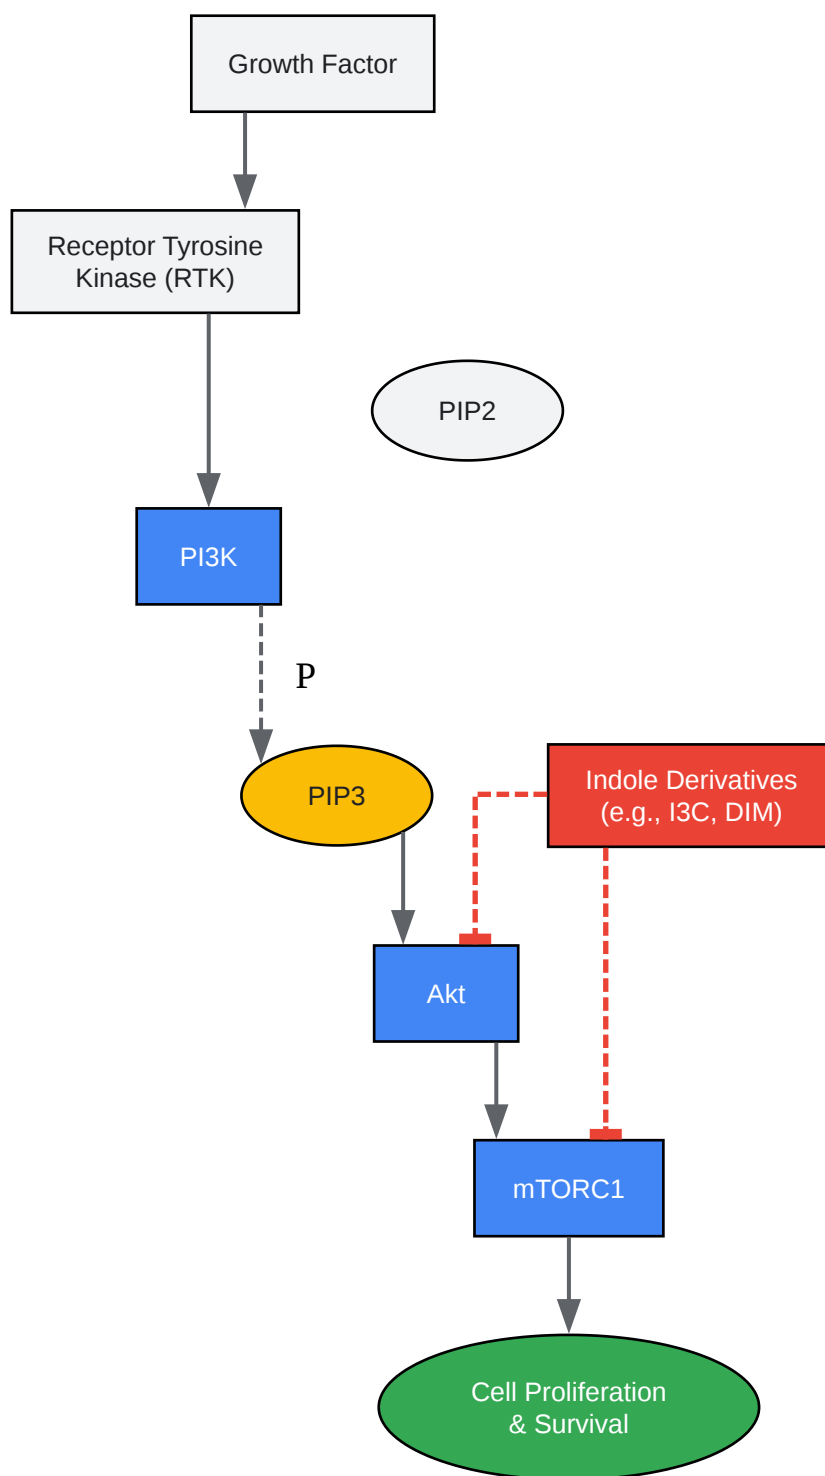 Growth Factor
Receptor Tyrosine
Kinase (RTK)
PIP2
PI3K
P
PIP3
Indole Derivatives
(e.g., I3C, DIM)
Akt
mTORC1
Cell Proliferation
& Survival